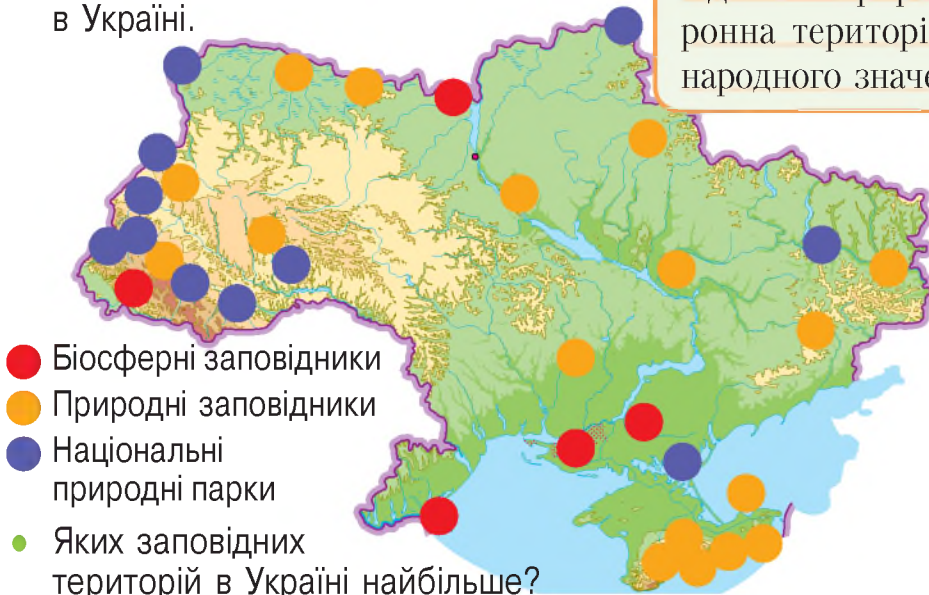 в Україні.
ронна територі
народного значе
Біосферні заповідники
Природні заповідники
Національні
природні парки
Яких заповідних
територій в Україні найбільше?